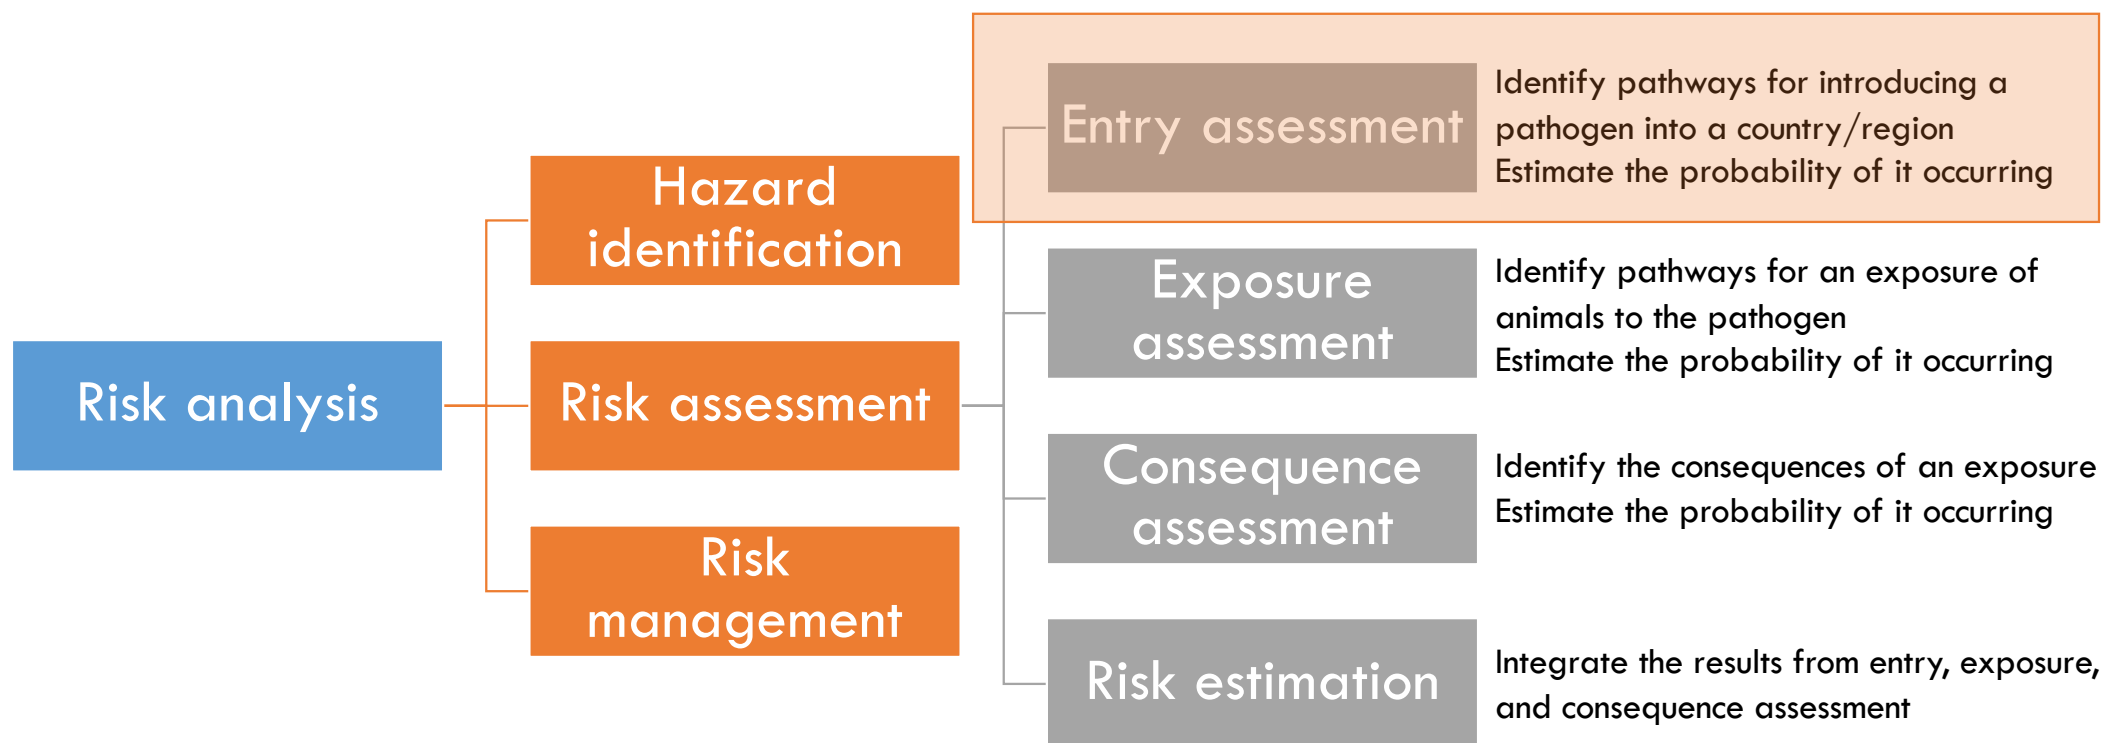 Risk analysis
Hazard
identification
Risk assessment
Risk
management
Entry assessment
Identify pathways for introducing a
pathogen into a country/region
Estimate the probability of it occurring
Exposure
assessment
Identify pathways for an exposure of
animals to the pathogen
Estimate the probability of it occurring
Consequence
assessment
Identify the consequences of an exposure
Estimate the probability of it occurring
Risk estimation
Integrate the results from entry, exposure,
and consequence assessment